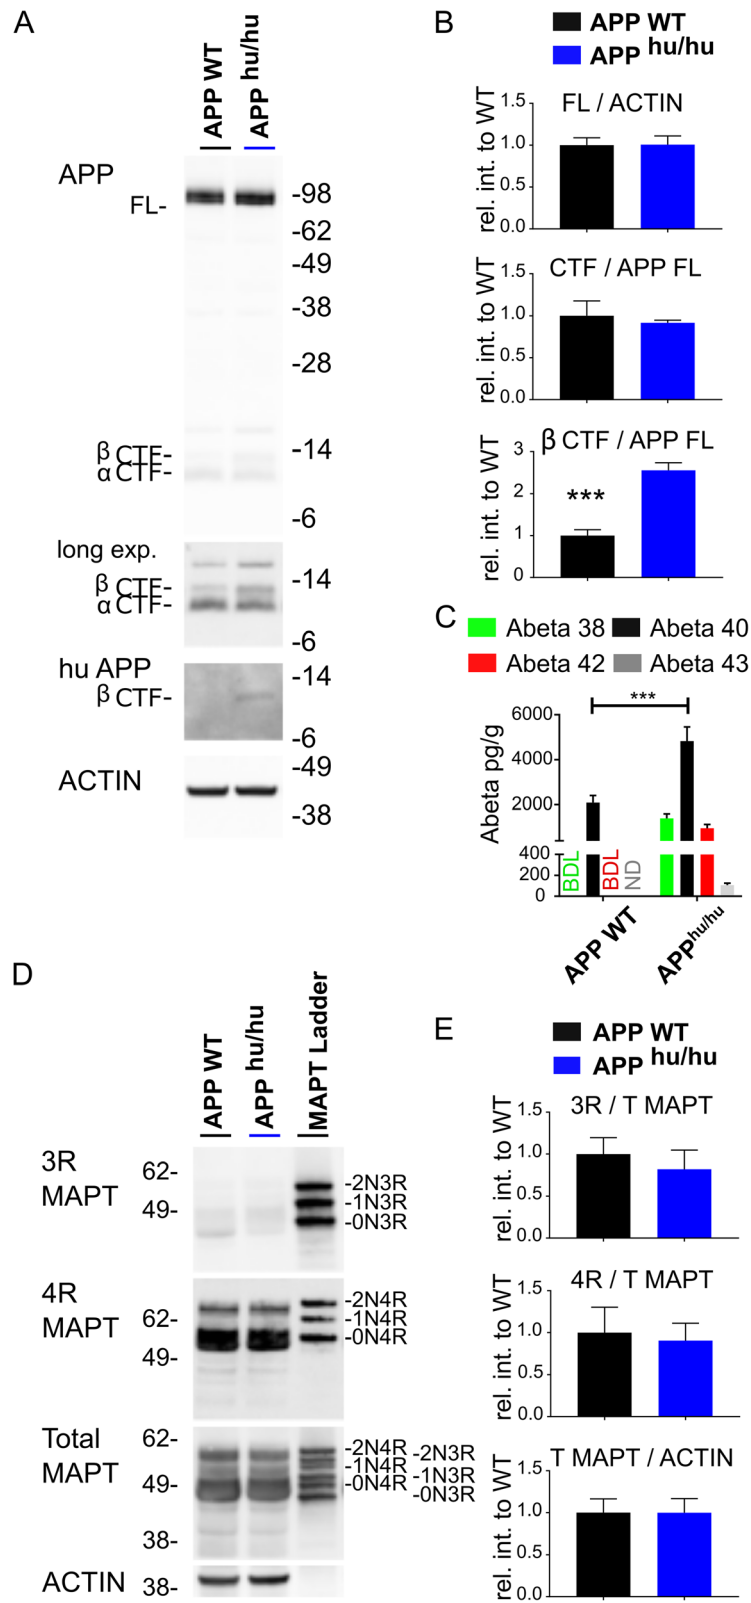 A
APP WT
APP hu/hu
APP
FL-
-98
-62
-49
-38
-28
β CTF-
α CTF-
-14
-6
long exp.
β CTF-
α CTF-
-14
-6
hu APP
β CTF-
-14
-6
ACTIN
-49
-38
B
APP WT
APP hu/hu
FL / ACTIN
rel. int. to WT
1.5
1.0
0.5
0.0
CTF / APP FL
rel. int. to WT
1.5
1.0
0.5
0.0
β CTF / APP FL
rel. int. to WT
3
2
1
0
***
C
Abeta 38
Abeta 40
Abeta 42
Abeta 43
***
Abeta pg/g
6000
4000
2000
400
200
0
BDL
BDL
ND
APP WT
APPhu/hu
D
APP WT
APP hu/hu
MAPT Ladder
3R
MAPT
62-
49-
-2N3R
-1N3R
-0N3R
4R
MAPT
62-
49-
-2N4R
-1N4R
-0N4R
Total
MAPT
62-
49-
38-
-2N4R -2N3R
-1N4R -1N3R
-0N4R -0N3R
ACTIN 38-
E
APP WT
APP hu/hu
3R / T MAPT
rel. int. to WT
1.5
1.0
0.5
0.0
4R / T MAPT
rel. int. to WT
1.5
1.0
0.5
0.0
T MAPT / ACTIN
rel. int. to WT
1.5
1.0
0.5
0.0